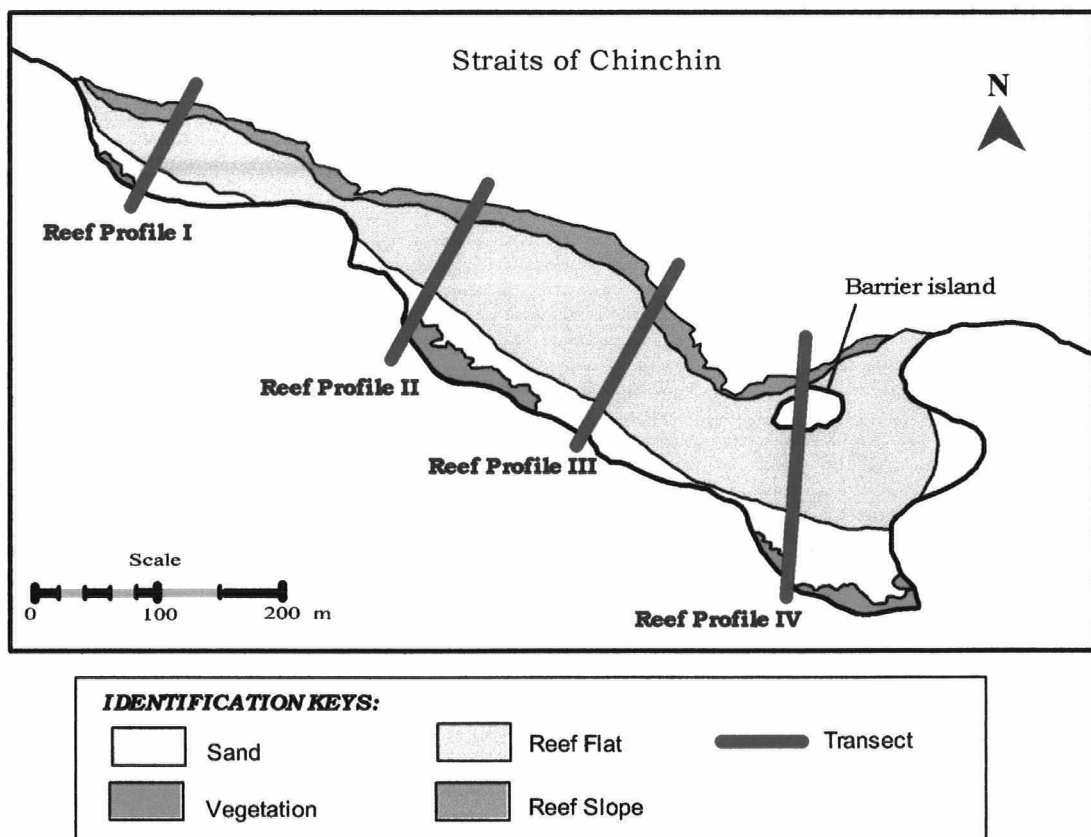 Straits of Chinchin
N
Reef Profile I
Barrier island
Reef Profile II
Reef Profile III
Scale
0 100 200 m
Reef Profile IV
IDENTIFICATION KEYS:
Sand
Reef Flat
Transect
Vegetation
Reef Slope